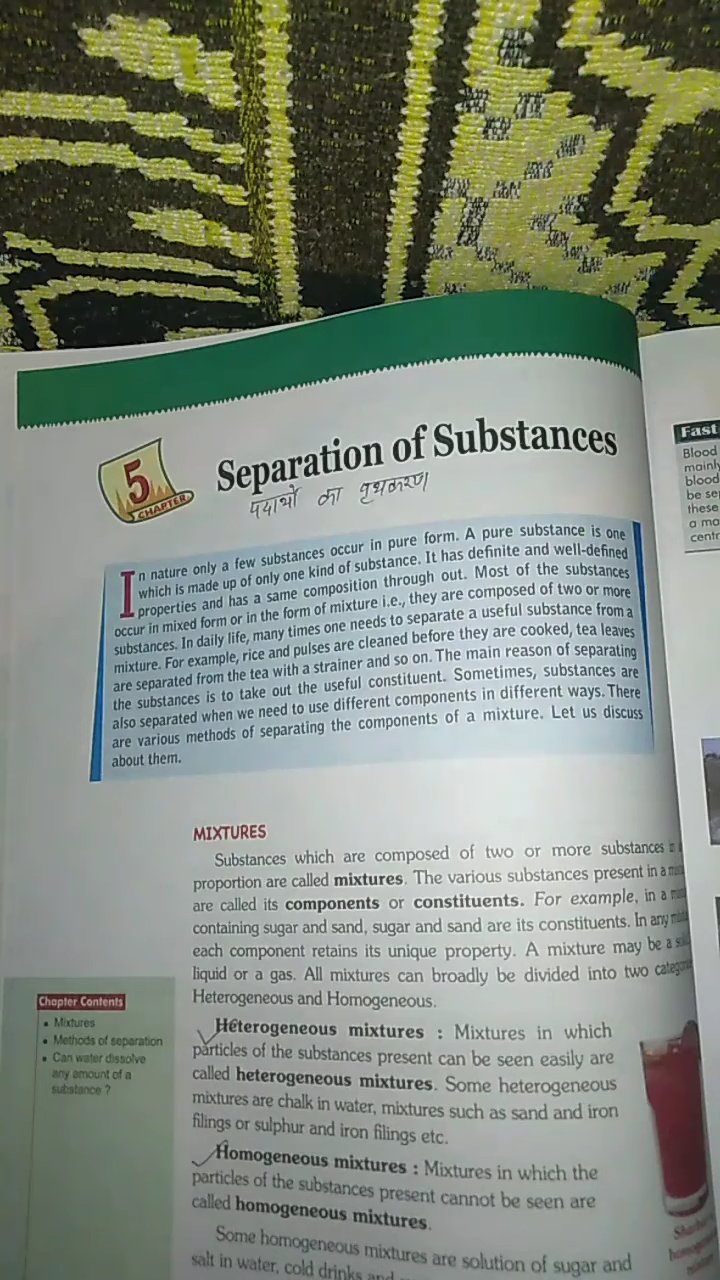 5
CHAPTER
Separation of Substances
पदार्थो का पृथकरण
In nature only a few substances occur in pure form. A pure substance is one
which is made up of only one kind of substance. It has definite and well-defined
properties and has a same composition through out. Most of the substances
occur in mixed form or in the form of mixture i.e., they are composed of two or more
substances. In daily life, many times one needs to separate a useful substance from a
mixture. For example, rice and pulses are cleaned before they are cooked, tea leaves
are separated from the tea with a strainer and so on. The main reason of separating
the substances is to take out the useful constituent. Sometimes, substances are
also separated when we need to use different components in different ways. There
are various methods of separating the components of a mixture. Let us discuss
about them.
MIXTURES
Substances which are composed of two or more substances
proportion are called mixtures. The various substances present in a
are called its components or constituents. For example, in a
containing sugar and sand, sugar and sand are its constituents. In any
each component retains its unique property. A mixture may be a
liquid or a gas. All mixtures can broadly be divided into two
Heterogeneous and Homogeneous.
Heterogeneous mixtures : Mixtures in which
particles of the substances present can be seen easily are
called heterogeneous mixtures. Some heterogeneous
mixtures are chalk in water, mixtures such as sand and iron
filings or sulphur and iron filings etc.
Homogeneous mixtures : Mixtures in which the
particles of the substances present cannot be seen are
called homogeneous mixtures.
Some homogeneous mixtures are solution of sugar and
salt in water, cold drinks and
Chapter Contents
• Mixtures
• Methods of separation
• Can water dissolve
any amount of a
substance ?
Fast
Blood
mainly
blood
be
these
a